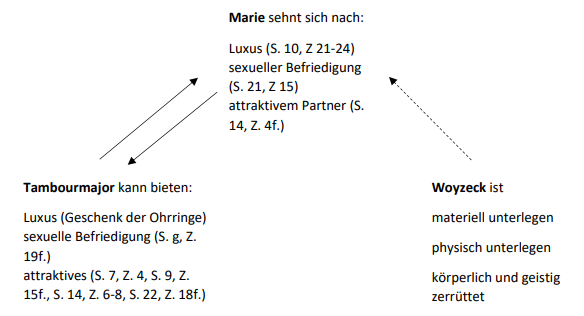 Marie sehnt sich nach:
Luxus (S. 10, Z 21-24)
sexueller Befriedigung
(S. 21, Z 15)
attraktivem Partner (S.
14, Z. 4f.)
Tambourmajor kann bieten:
Luxus (Geschenk der Ohrringe)
sexuelle Befriedigung (S. g, Z.
19f.)
attraktives (S. 7, Z. 4, S. 9, Z.
15f., S. 14, Z. 6-8, S. 22, Z. 18f.)
Woyzeck ist
materiell unterlegen
physisch unterlegen
körperlich und geistig
zerrüttet